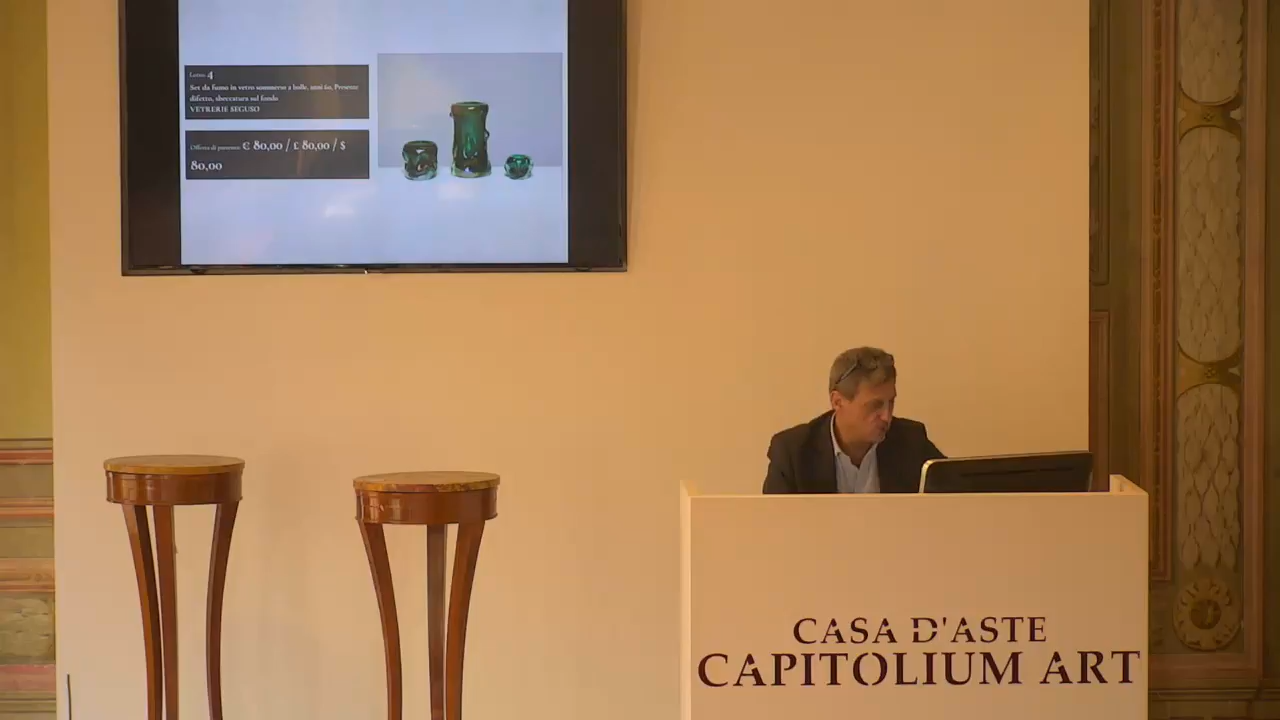 Lotto: 4
Set da fumo in vetro sommerso a bolle, anni 60, Presenta
difetto, sbeccatura sul fondo
VETRERIE SEGUSO
Offerta di partenza: € 80,00 / £ 80,00 / $
80,00
CASA D'ASTE
CAPITOLIUM ART